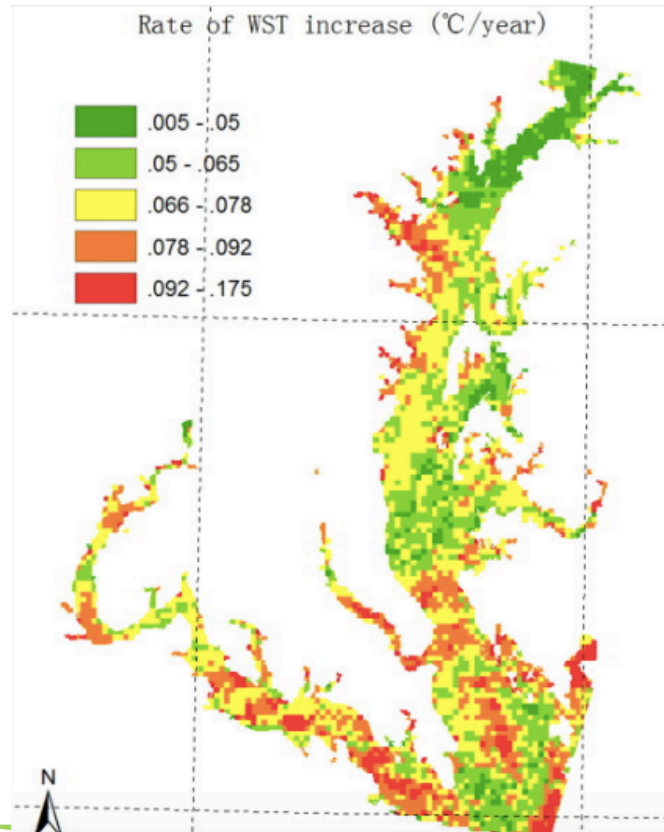 Rate of WST increase (℃/year)
.005 - .05
.05 - .065
.066 - .078
.078 - .092
.092 - .175
N